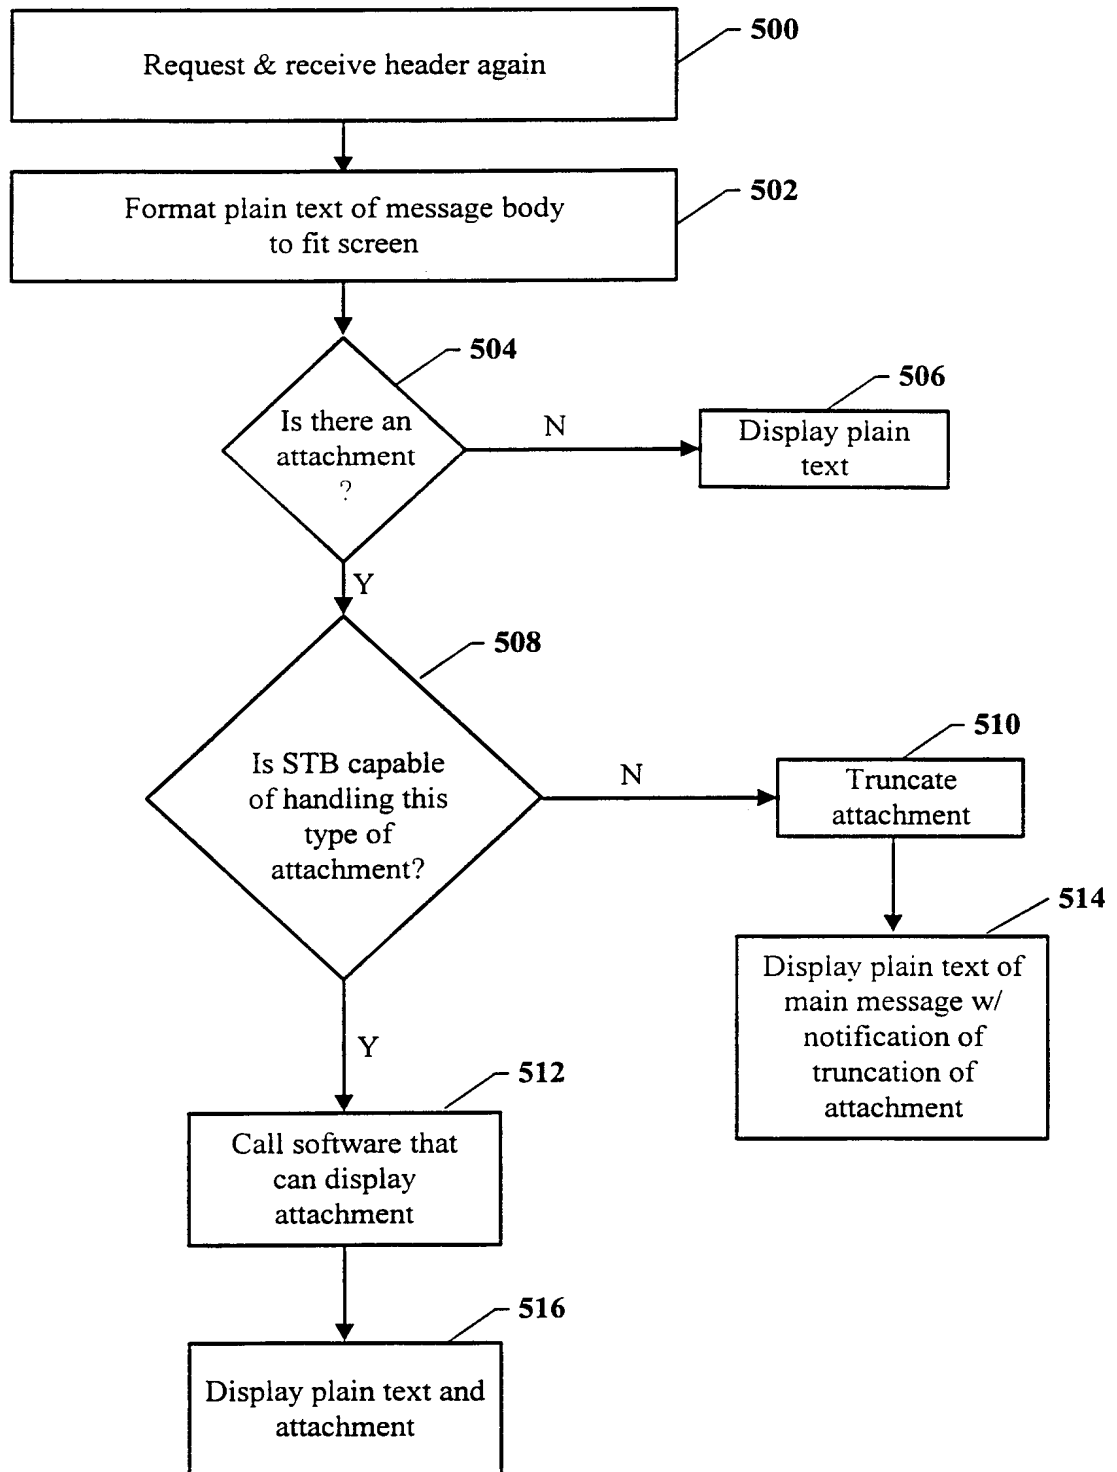 500
Request & receive header again
502
Format plain text of message body
to fit screen
504
Is there an
attachment
?
N
506
Display plain
text
Y
508
Is STB capable
of handling this
type of
attachment?
N
510
Truncate
attachment
514
Display plain text of
main message w/
notification of
truncation of
attachment
Y
512
Call software that
can display
attachment
516
Display plain text and
attachment